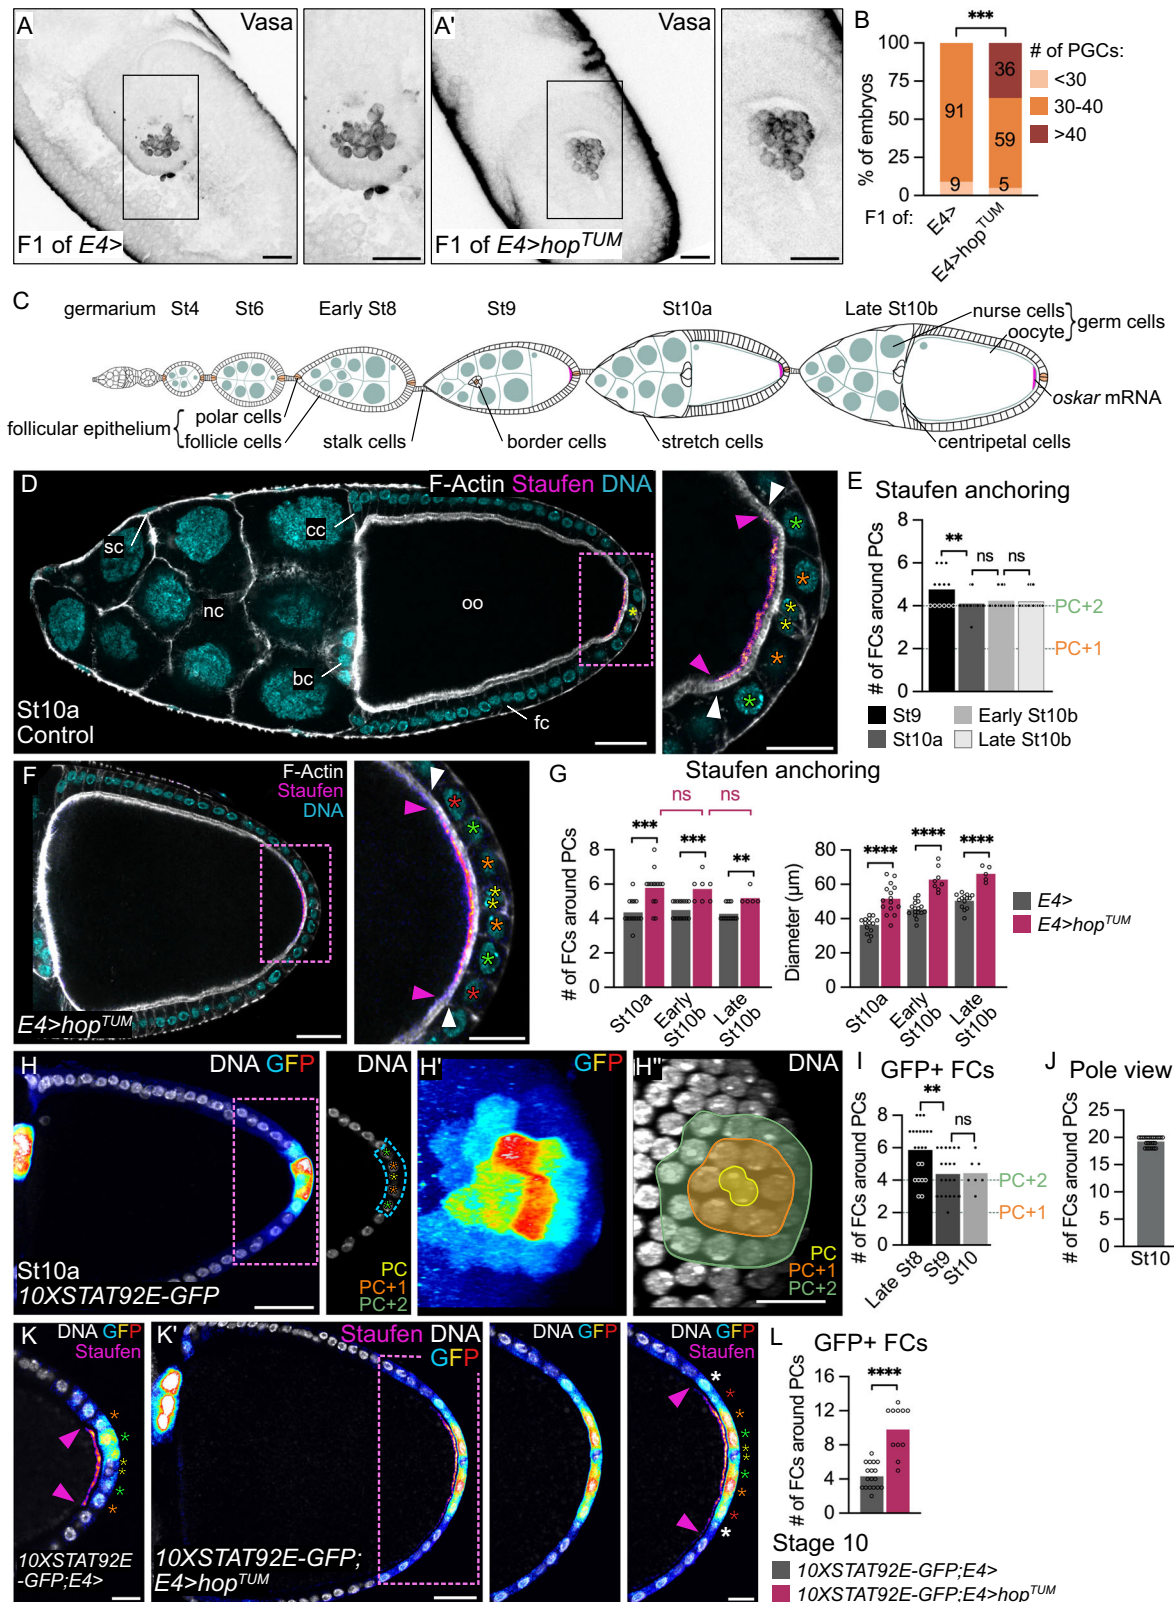 A
Vasa
F1 of E4>
A'
Vasa
F1 of E4>hopTUM
B
***
% of embryos
100
75
50
25
0
91
9
36
59
5
F1 of:
E4>
E4>hopTUM
# of PGCs:
<30
30-40
>40
C
germarium
St4
St6
Early St8
St9
St10a
Late St10b
nurse cells
oocyte
germ cells
oskar mRNA
follicular epithelium
polar cells
follicle cells
stalk cells
border cells
stretch cells
centripetal cells
D
F-Actin Staufen DNA
sc
cc
nc
oo
bc
fc
St10a
Control
E
Staufen anchoring
# of FCs around PCs
8
6
4
2
0
**
ns
ns
PC+2
PC+1
St9
St10a
Early St10b
Late St10b
F
F-Actin
Staufen
DNA
E4>hopTUM
G
Staufen anchoring
ns
ns
***
***
**
# of FCs around PCs
8
6
4
2
0
St10a
Early St10b
Late St10b
****
****
****
Diameter (µm)
80
60
40
20
0
St10a
Early St10b
Late St10b
E4>
E4>hopTUM
H
DNA GFP
St10a
10XSTAT92E-GFP
DNA
PC
PC+1
PC+2
H'
GFP
H"
DNA
PC
PC+1
PC+2
I
GFP+ FCs
**
ns
# of FCs around PCs
8
6
4
2
0
PC+2
PC+1
Late St8
St9
St10
J
Pole view
# of FCs around PCs
25
20
15
10
5
0
St10
K
DNA GFP
Staufen
10XSTAT92E
-GFP;E4>
K'
Staufen DNA
GFP
10XSTAT92E-GFP;
E4>hopTUM
DNA GFP
DNA GFP
Staufen
L
GFP+ FCs
****
# of FCs around PCs
16
12
8
4
0
Stage 10
10XSTAT92E-GFP;E4>
10XSTAT92E-GFP;E4>hopTUM